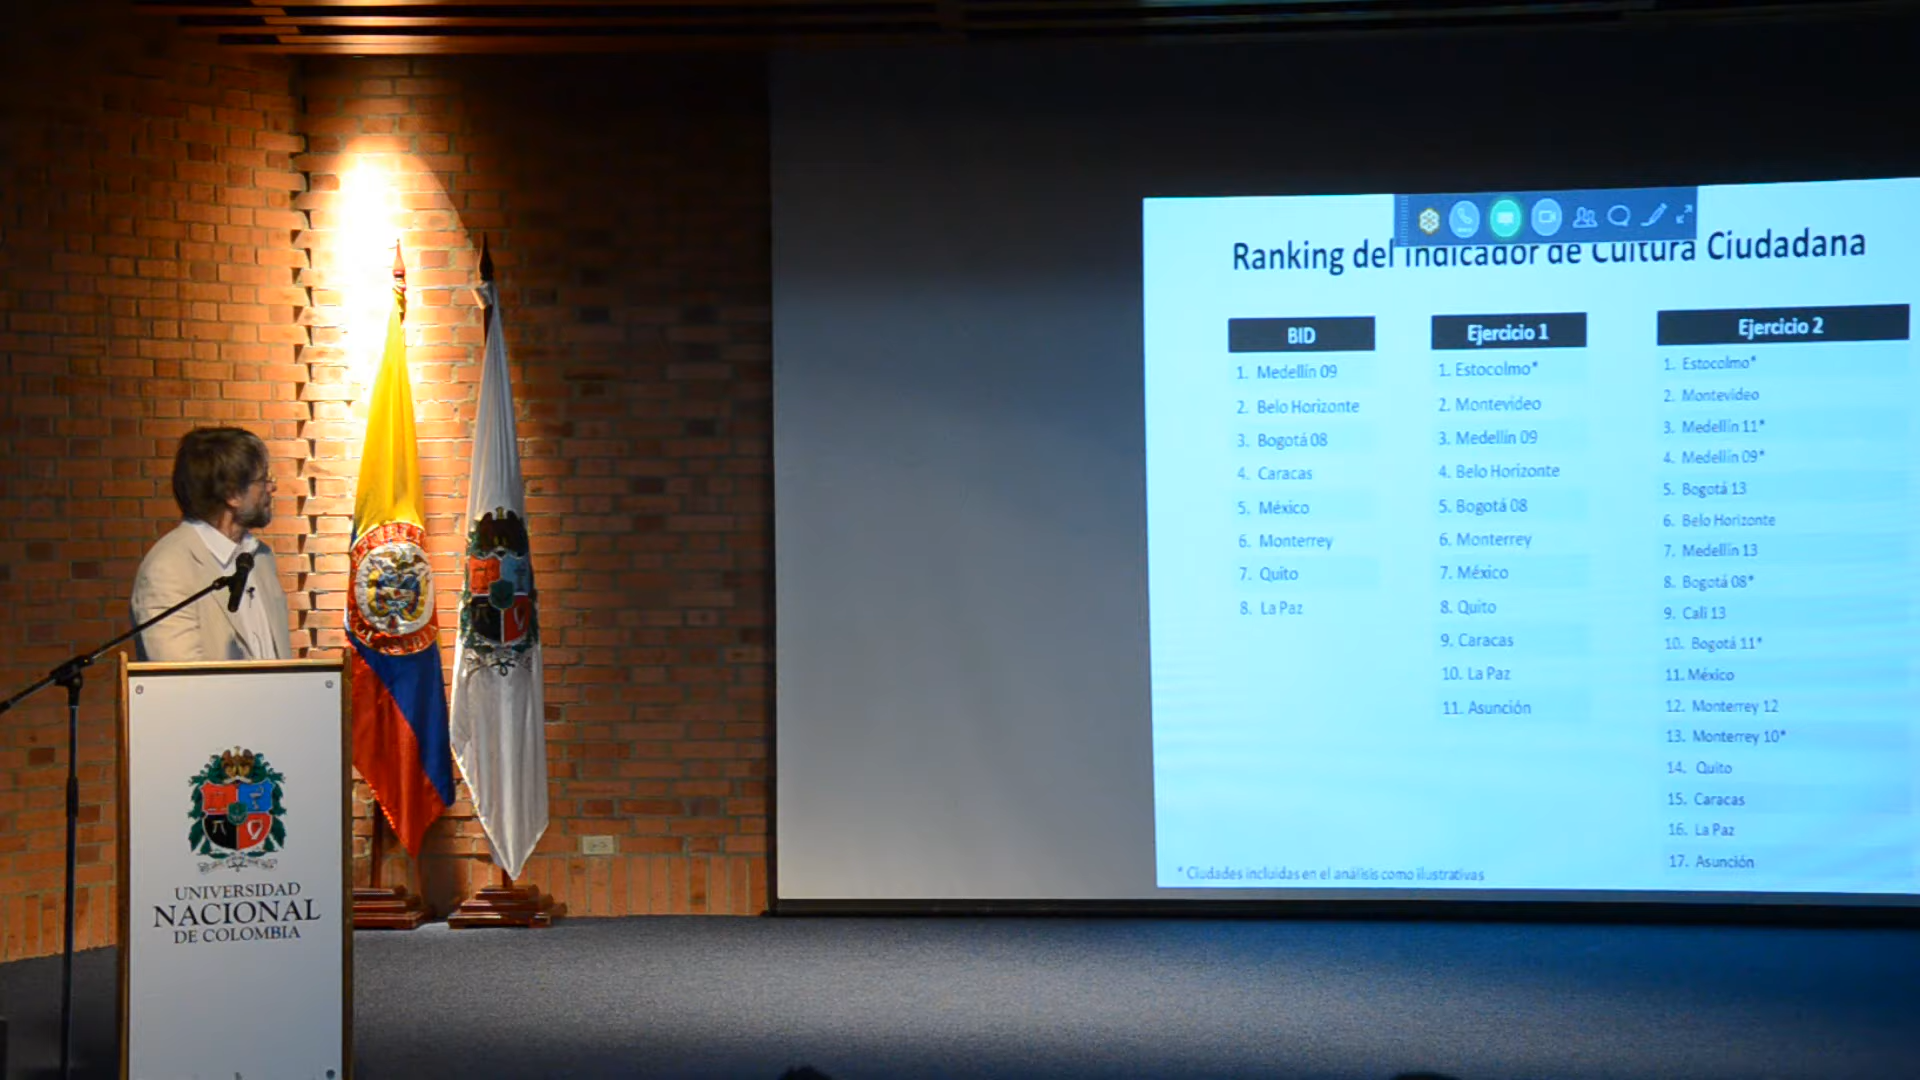 Ranking del Indicador de Cultura Ciudadana
BID
1. Medellín 09
2. Belo Horizonte
3. Bogotá 08
4. Caracas
5. México
6. Monterrey
7. Quito
8. La Paz
Ejercicio 1
1. Estocolmo*
2. Montevideo
3. Medellín 09
4. Belo Horizonte
5. Bogotá 08
6. Monterrey
7. México
8. Quito
9. Caracas
10. La Paz
11. Asunción
Ejercicio 2
1. Estocolmo*
2. Montevideo
3. Medellín 11*
4. Medellín 09*
5. Bogotá 13
6. Belo Horizonte
7. Medellín 13
8. Bogotá 08*
9. Cali 13
10. Bogotá 11*
11. México
12. Monterrey 12
13. Monterrey 10*
14. Quito
15. Caracas
16. La Paz
17. Asunción
* Ciudades incluidas en el análisis como ilustrativas
UNIVERSIDAD
NACIONAL
DE COLOMBIA